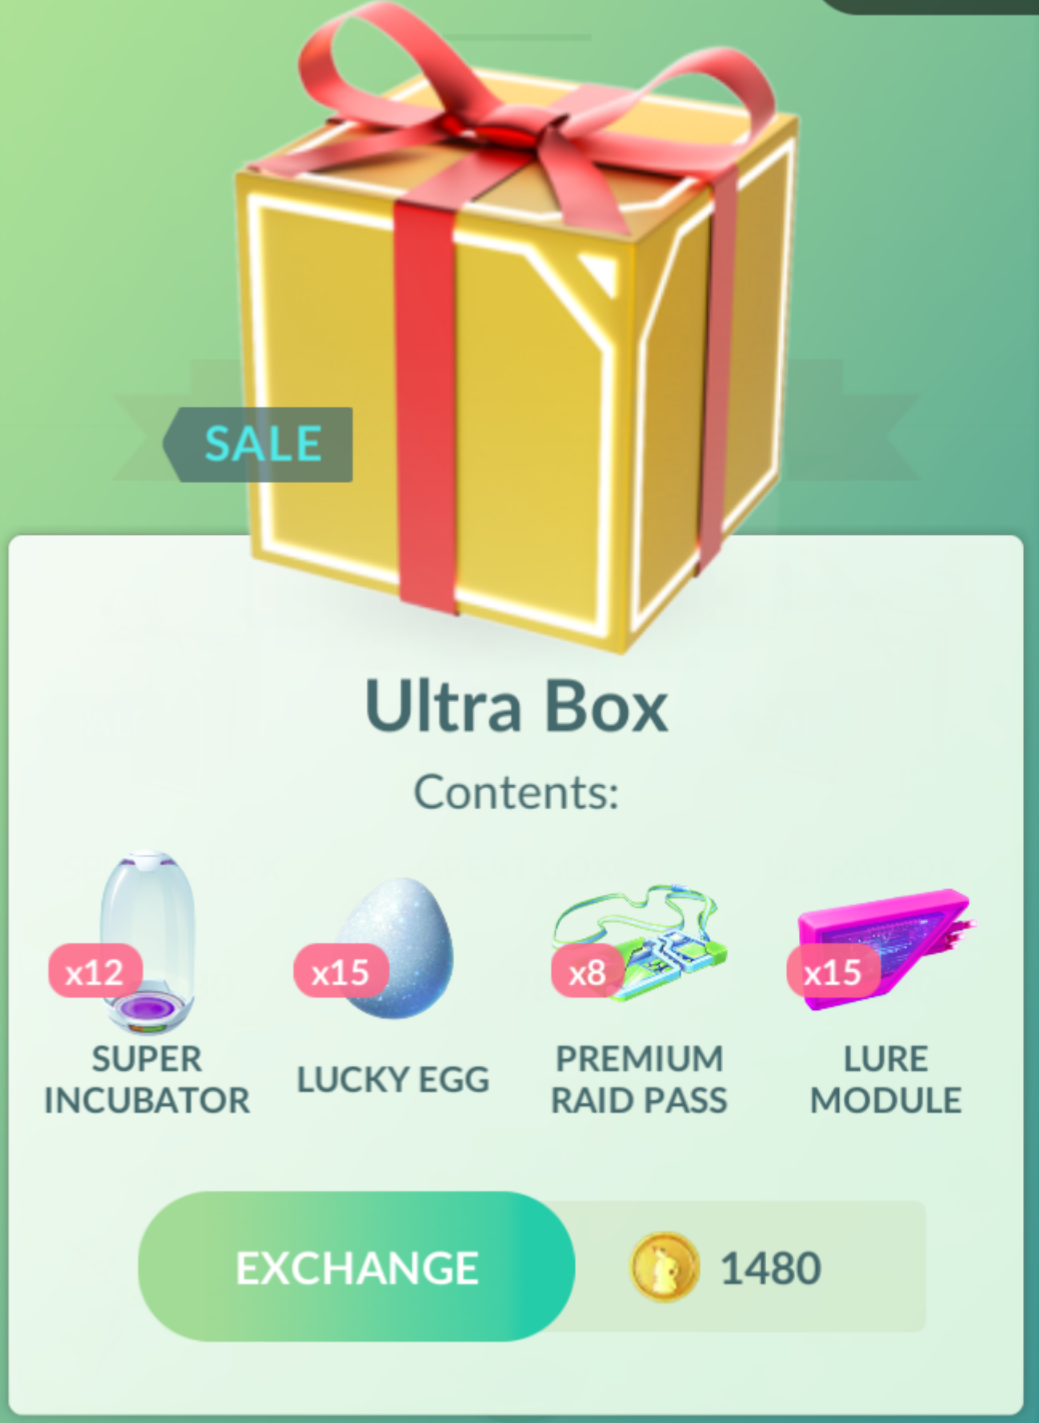 SALE
Ultra Box
Contents:
x12
x15
x8
x15
SUPER
INCUBATOR
LUCKY EGG
PREMIUM
RAID PASS
LURE
MODULE
EXCHANGE
1480